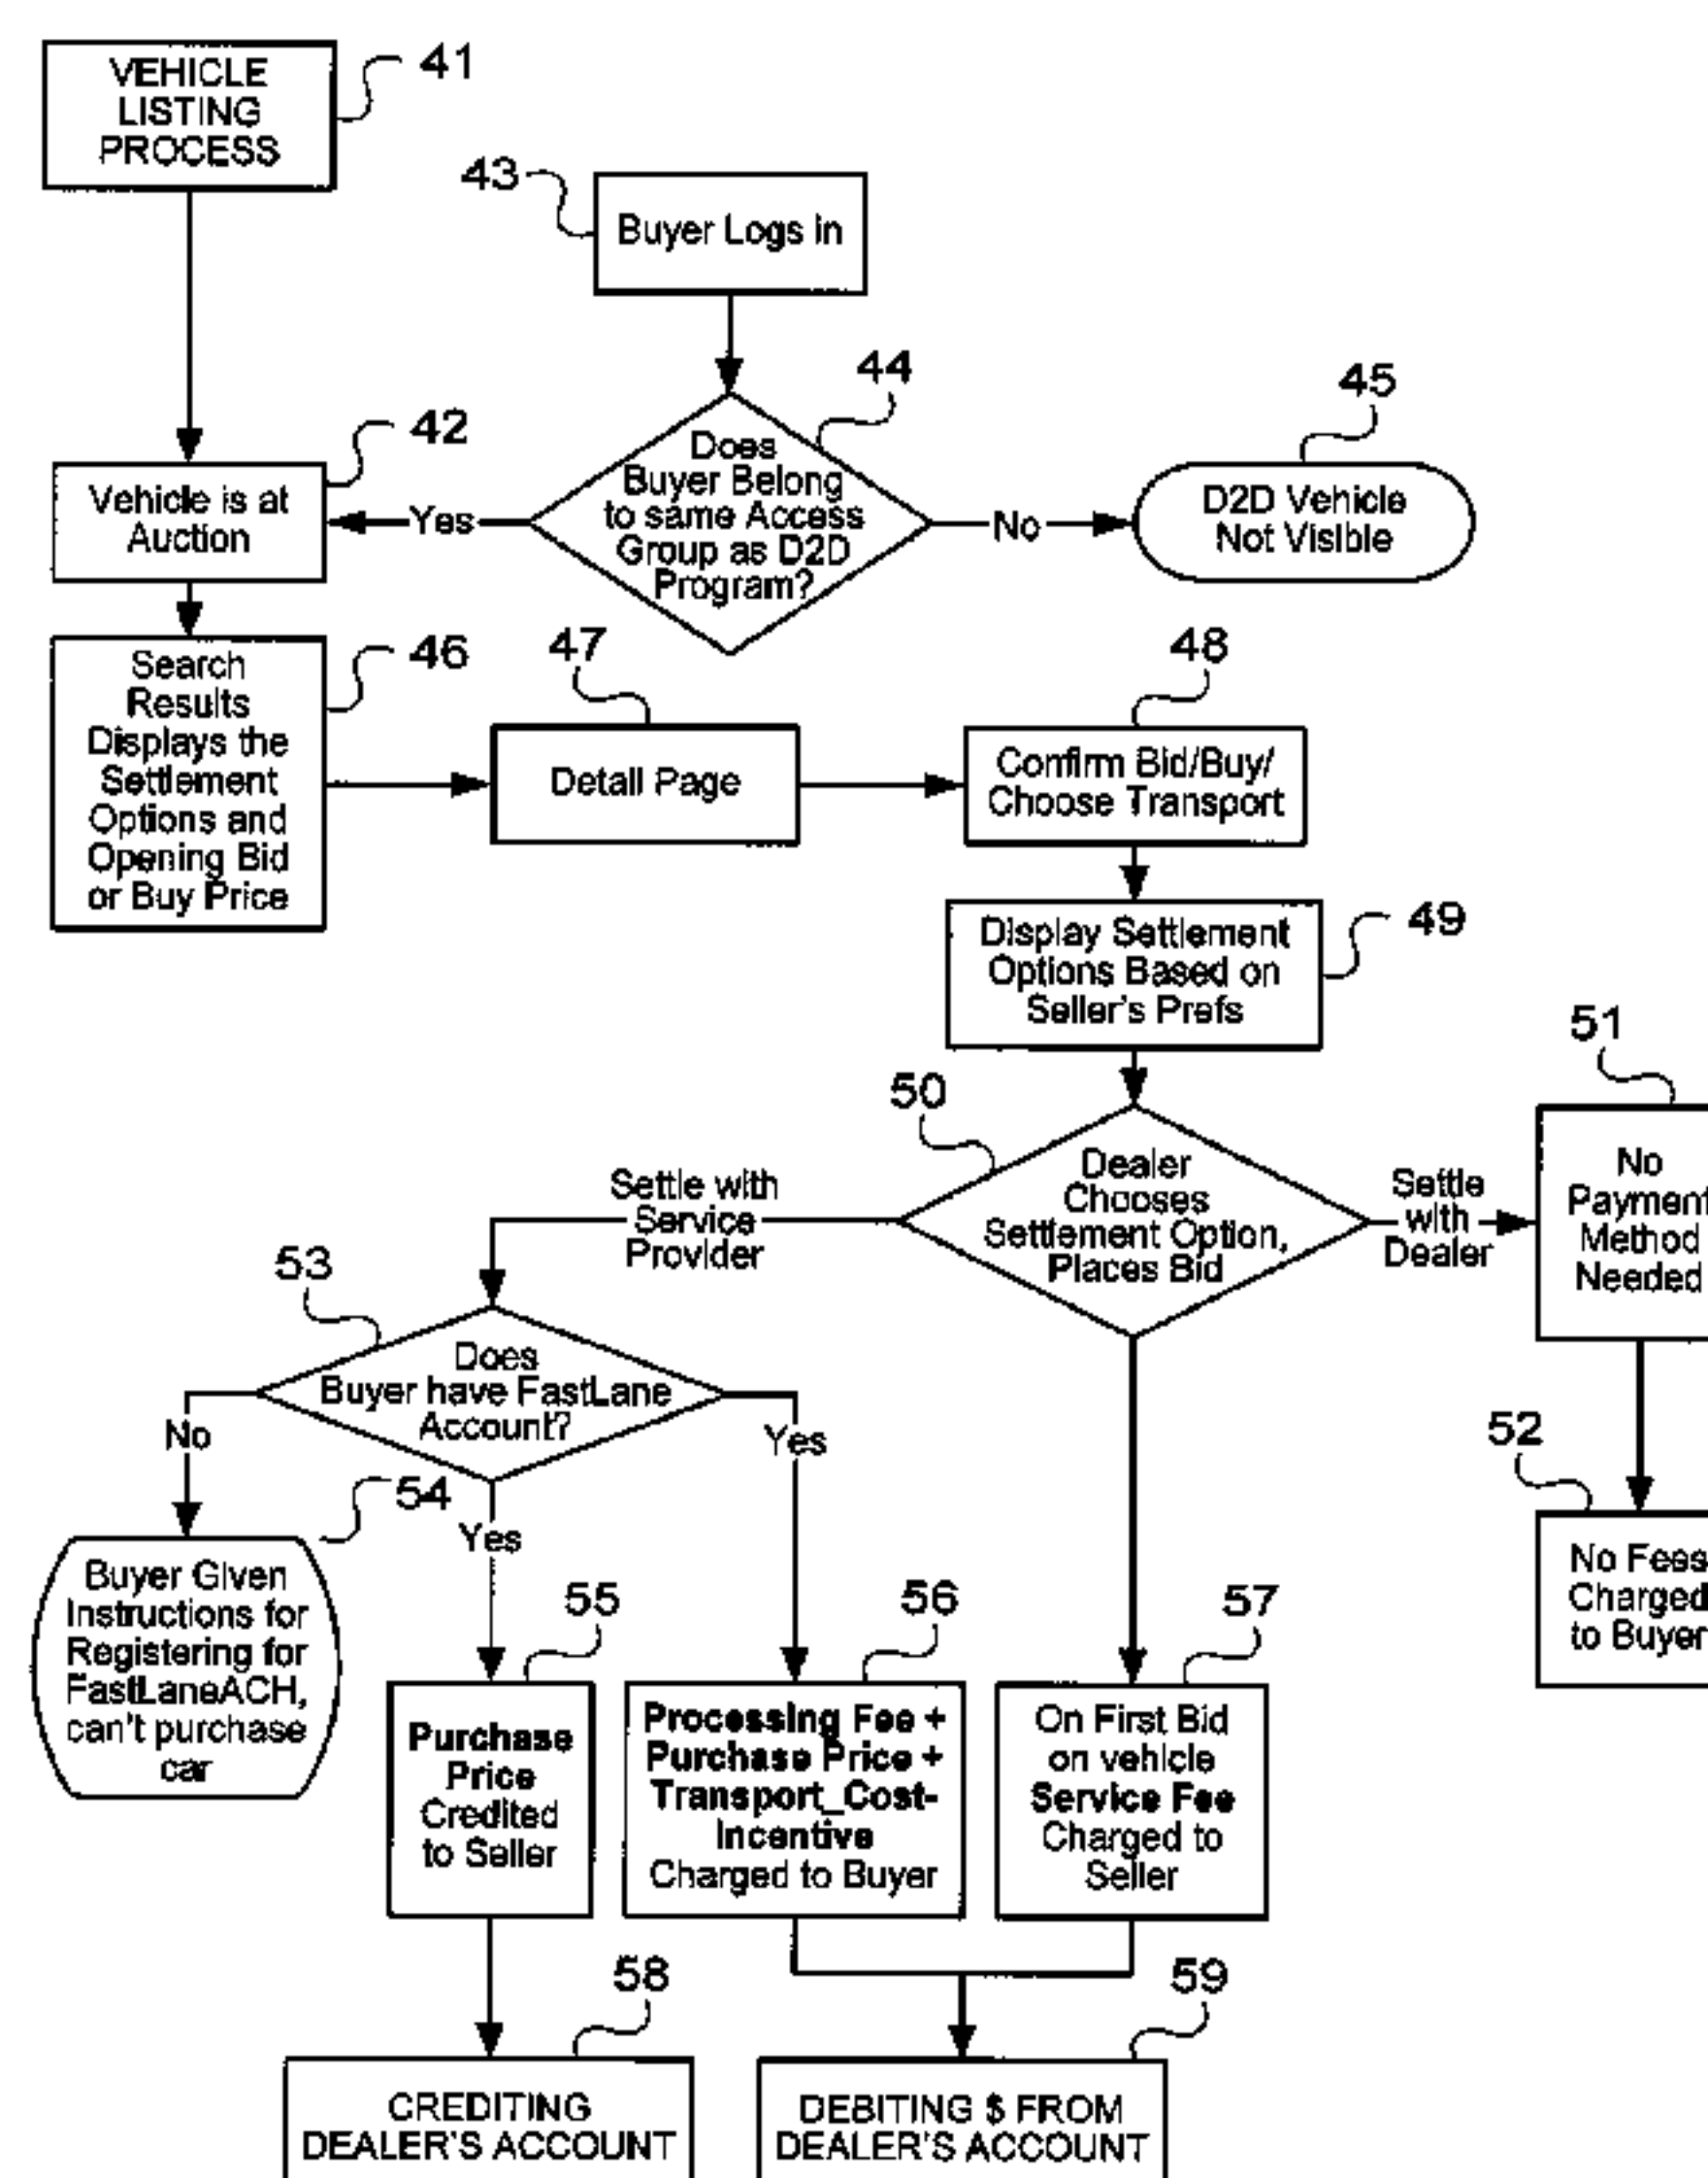 VEHICLE
LISTING
PROCESS
41
43
Buyer Logs In
44
Does
Buyer Belong
to same Access
Group as D2D
Program?
45
D2D Vehicle
Not Visible
No
Yes
42
Vehicle is at
Auction
46
Search
Results
Displays the
Settlement
Options and
Opening Bid
or Buy Price
47
Detail Page
48
Confirm Bid/Buy/
Choose Transport
49
Display Settlement
Options Based on
Seller's Prefs
50
Dealer
Chooses
Settlement Option,
Places Bid
Settle
with
Dealer
51
No
Payment
Method
Needed
52
No Fees
Charged
to Buyer
Settle with
Service
Provider
53
Does
Buyer have FastLane
Account?
No
Yes
Yes
54
Buyer Given
Instructions for
Registering for
FastLaneACH,
can't purchase
car
55
Purchase
Price
Credited
to Seller
56
Processing Fee +
Purchase Price +
Transport_Cost-
Incentive
Charged to Buyer
57
On First Bid
on vehicle
Service Fee
Charged to
Seller
58
CREDITING
DEALER'S ACCOUNT
59
DEBITING $ FROM
DEALER'S ACCOUNT